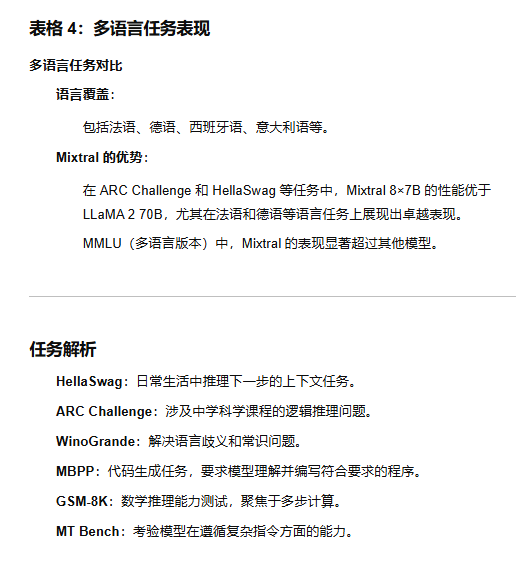 表格 4：多语言任务表现
多语言任务对比
语言覆盖：
包括法语、德语、西班牙语、意大利语等。
Mixtral 的优势：
在 ARC Challenge 和 HellaSwag 等任务中，Mixtral 8×7B 的性能优于
LLaMA 2 70B，尤其在法语和德语等语言任务上展现出卓越表现。
MMLU（多语言版本）中，Mixtral 的表现显著超过其他模型。
任务解析
HellaSwag：日常生活中推理下一步的上下文任务。
ARC Challenge：涉及中学科学课程的逻辑推理问题。
WinoGrande：解决语言歧义和常识问题。
MBPP：代码生成任务，要求模型理解并编写符合要求的程序。
GSM-8K：数学推理能力测试，聚焦于多步计算。
MT Bench：考验模型在遵循复杂指令方面的能力。